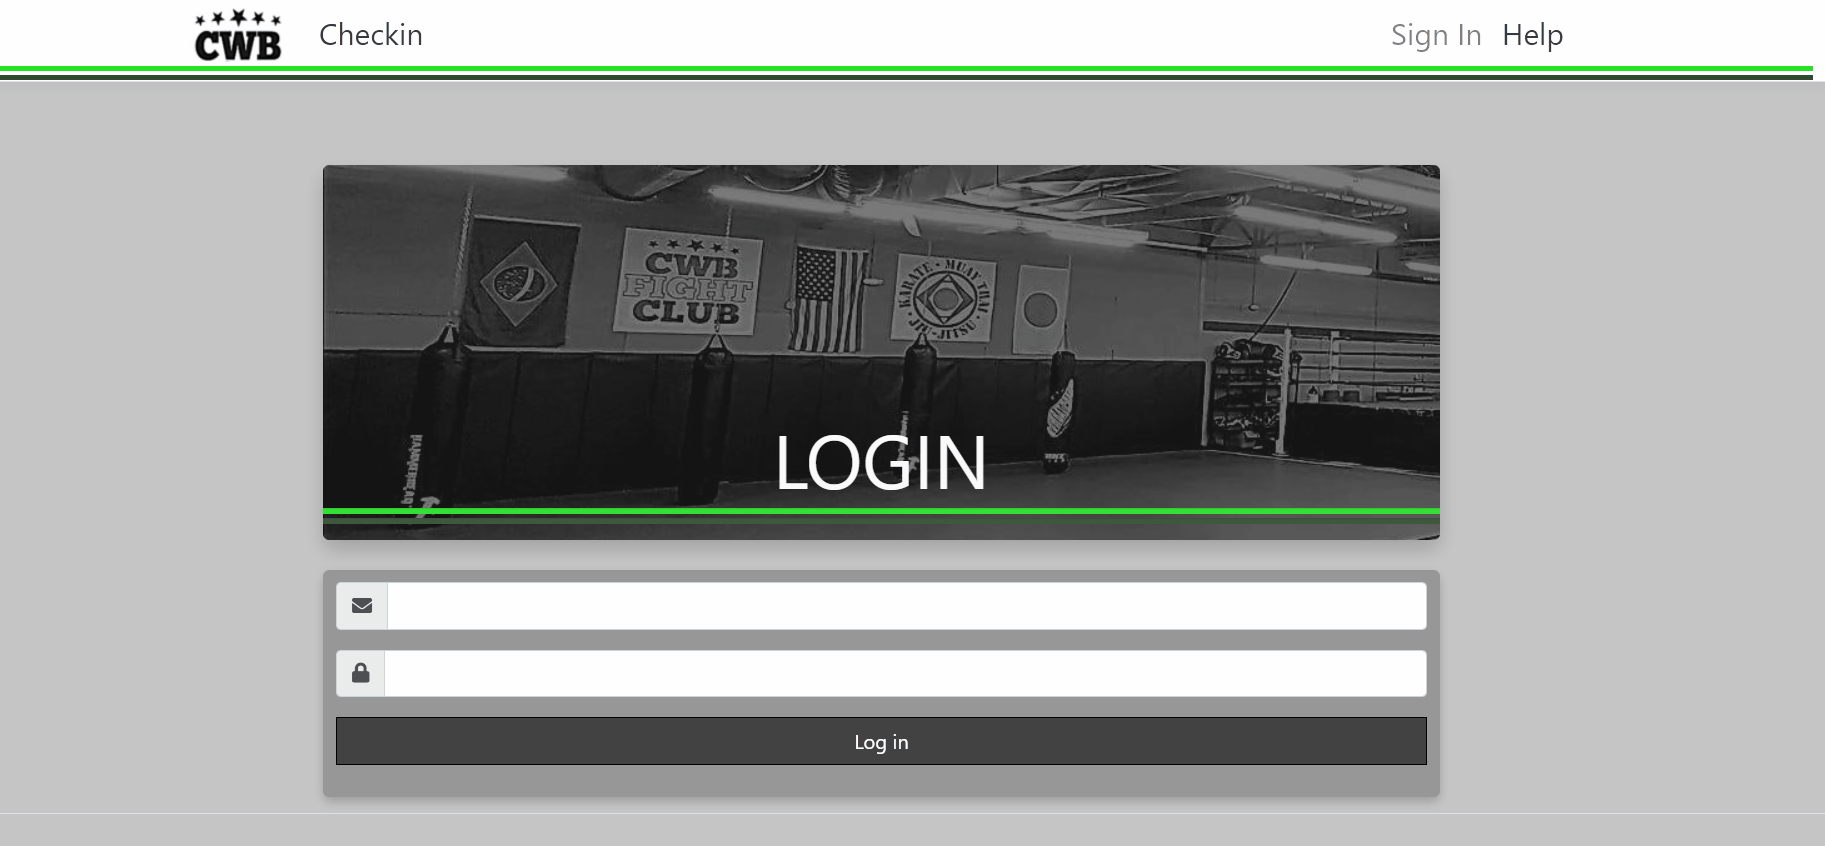 CWB
Checkin
Sign In
Help
CWB
FIGHT
CLUB
KARATE • MUAY THAI
JIU-JITSU
LOGIN
Log in